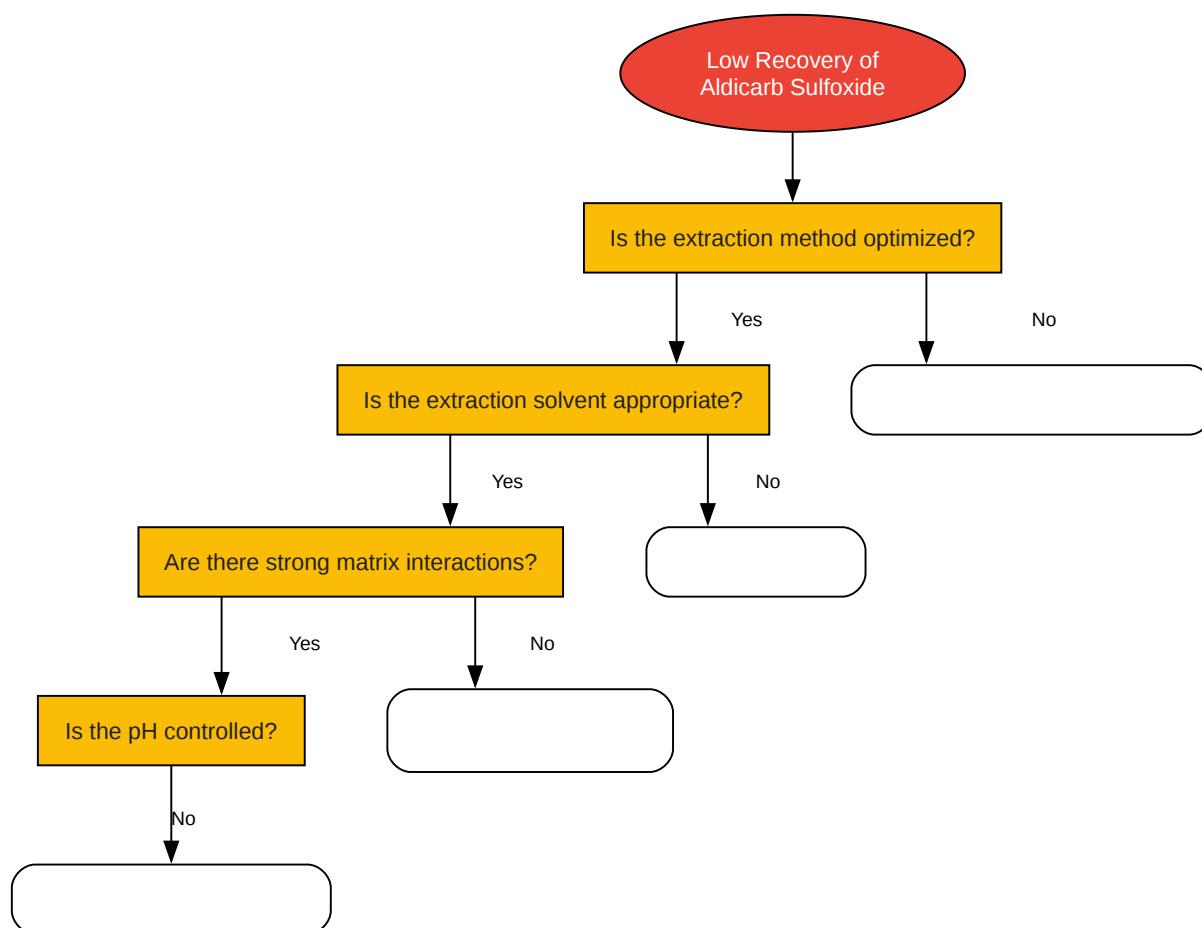 Low Recovery of
Aldicarb Sulfoxide
Is the extraction method optimized?
Yes
No
Is the extraction solvent appropriate?
Yes
No
Are there strong matrix interactions?
Yes
No
Is the pH controlled?
No